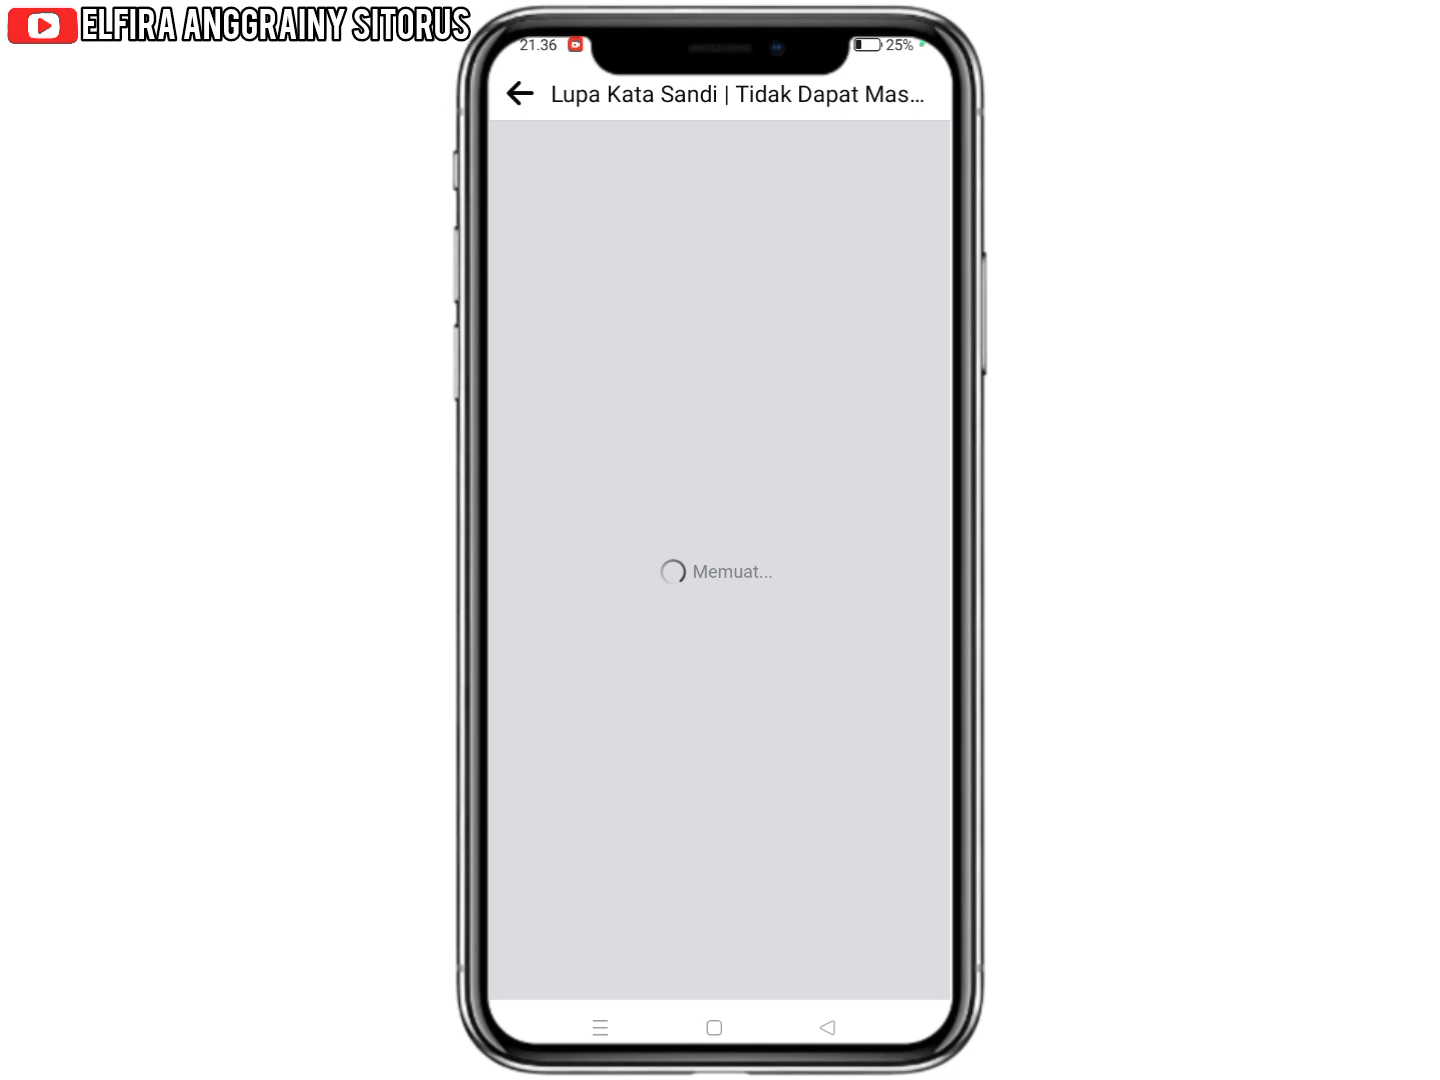 ELFIRA ANGGRAINY SITORUS
21.36
25%
Lupa Kata Sandi | Tidak Dapat Mas...
Memuat...